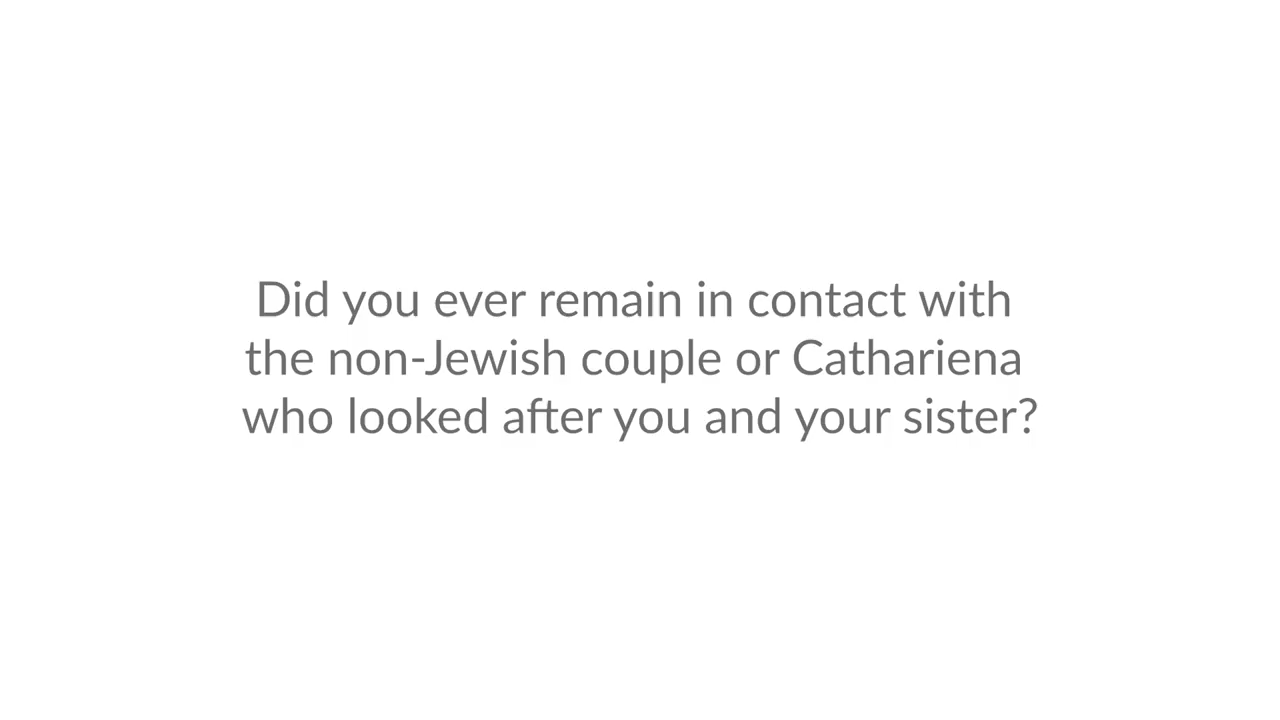 Did you ever remain in contact with
the non-Jewish couple or Cathariena
who looked after you and your sister?